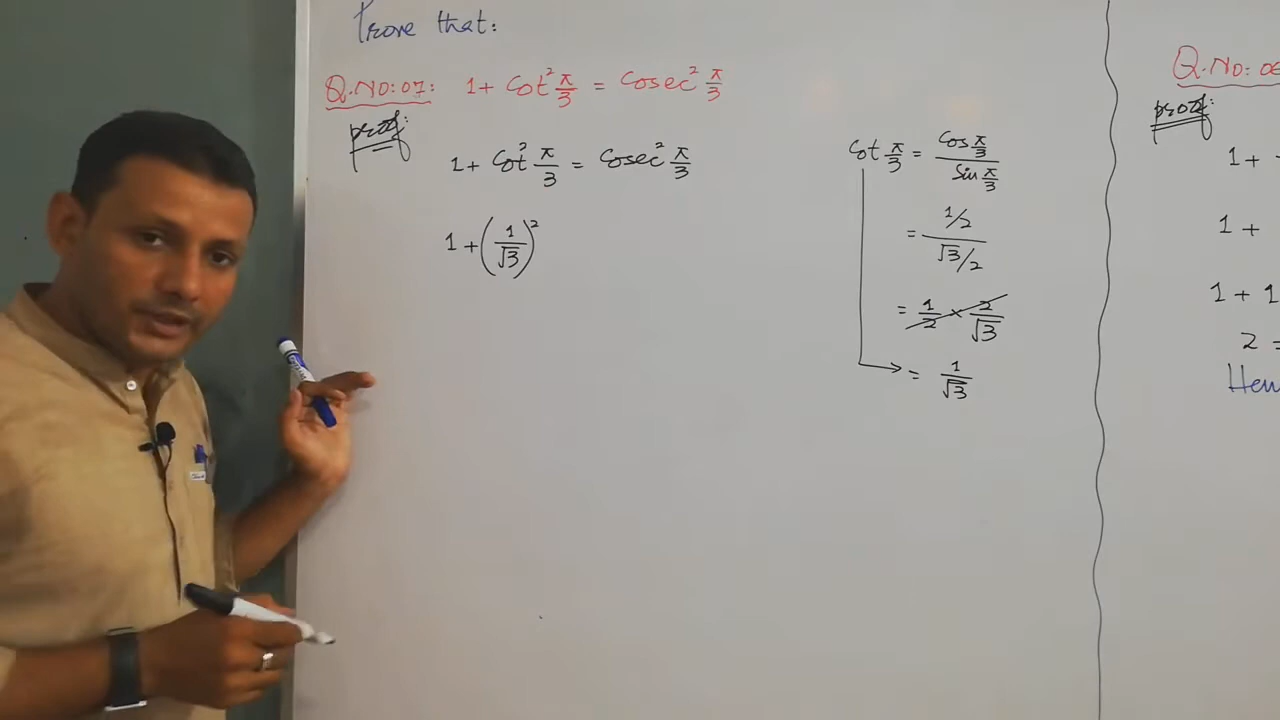 Prove that:
Q.NO:07: 1 + Cot² π/3 = Cosec² π/3
proof:
1 + Cot² π/3 = Cosec² π/3
1 + (1/√3)²
Cot π/3 = Cos π/3 / Sin π/3
= 1/2 / √3/2
= 1/2 × 2/√3
= 1/√3
Q.NO:0
proof:
1 +
1 +
1 + 1
2 =
Hen